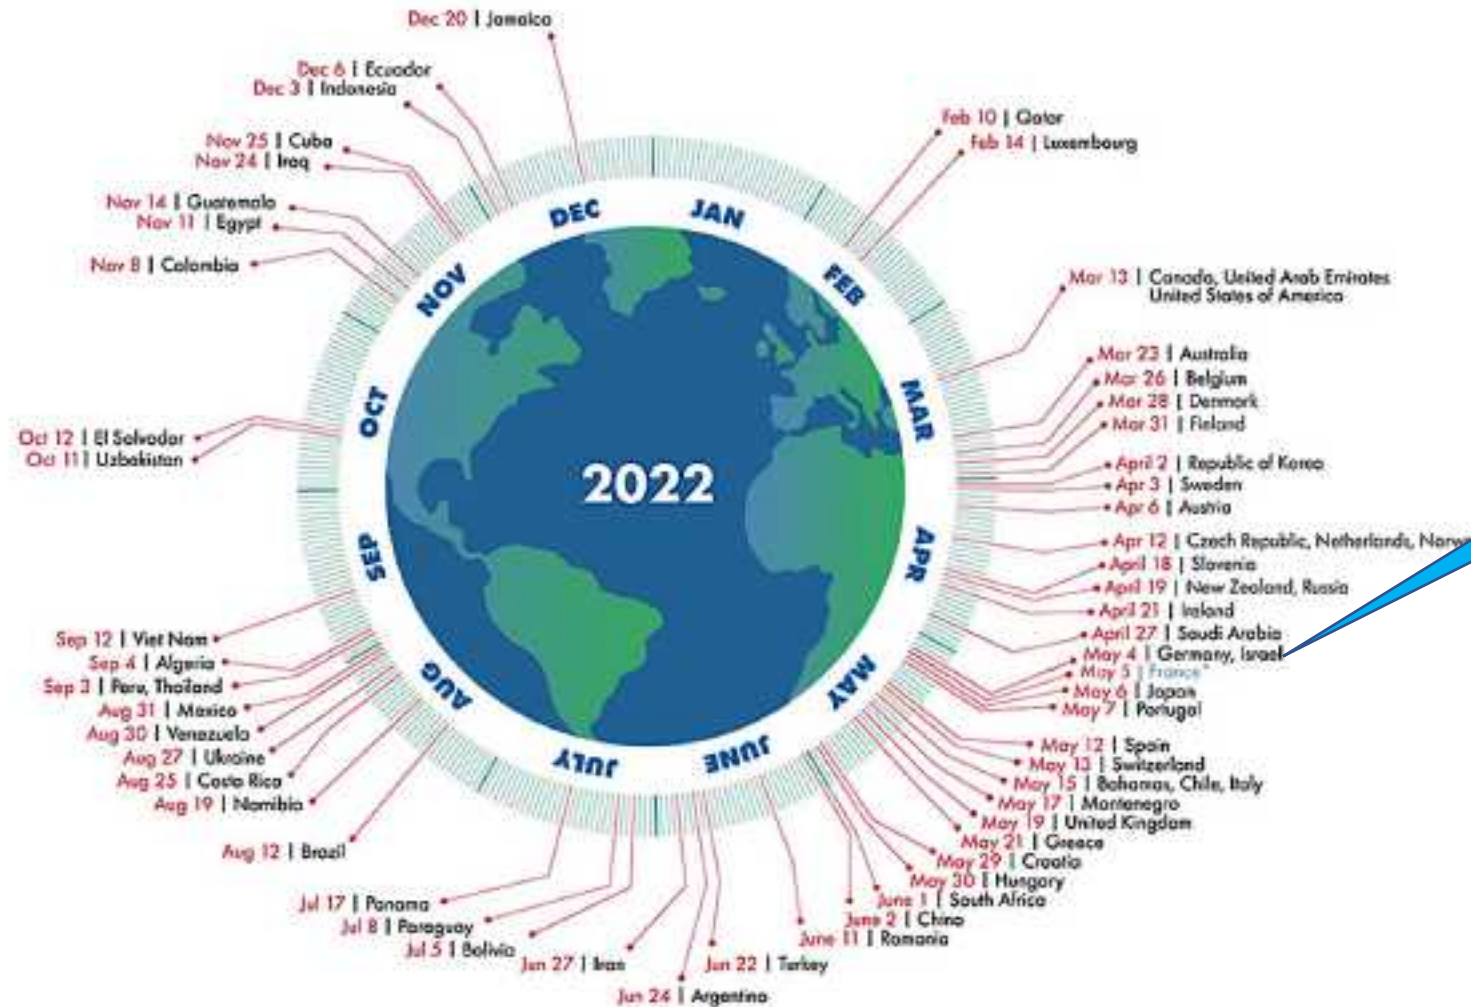 Dec 20 | Jamaica
Dec 6 | Ecuador
Dec 3 | Indonesia
Nov 25 | Cuba
Nov 24 | Iraq
Nov 14 | Guatemala
Nov 11 | Egypt
Nov 8 | Colombia
Oct 12 | El Salvador
Oct 11 | Uzbekistan
Sep 12 | Viet Nam
Sep 4 | Algeria
Sep 3 | Peru, Thailand
Aug 31 | Mexico
Aug 30 | Venezuela
Aug 27 | Ukraine
Aug 25 | Costa Rica
Aug 19 | Namibia
Aug 12 | Brazil
Jul 17 | Panama
Jul 8 | Paraguay
Jul 5 | Bolivia
Jun 27 | Iran
Jun 24 | Argentina
Jun 22 | Turkey
Feb 10 | Qatar
Feb 14 | Luxembourg
Mar 13 | Canada, United Arab Emirates
United States of America
Mar 23 | Australia
Mar 26 | Belgium
Mar 28 | Denmark
Mar 31 | Finland
April 2 | Republic of Korea
Apr 3 | Sweden
Apr 6 | Austria
Apr 12 | Czech Republic, Netherlands, Norw
April 18 | Slovenia
April 19 | New Zealand, Russia
April 21 | Ireland
April 27 | Saudi Arabia
May 4 | Germany, Israel
May 5 | France*
May 6 | Japan
May 7 | Portugal
May 12 | Spain
May 13 | Switzerland
May 15 | Bahamas, Chile, Italy
May 17 | Montenegro
May 19 | United Kingdom
May 21 | Greece
May 29 | Croatia
May 30 | Hungary
June 1 | South Africa
June 2 | China
June 11 | Romania
JAN
FEB
MAR
APR
MAY
JUNE
JULY
AUG
SEP
OCT
NOV
DEC
2022